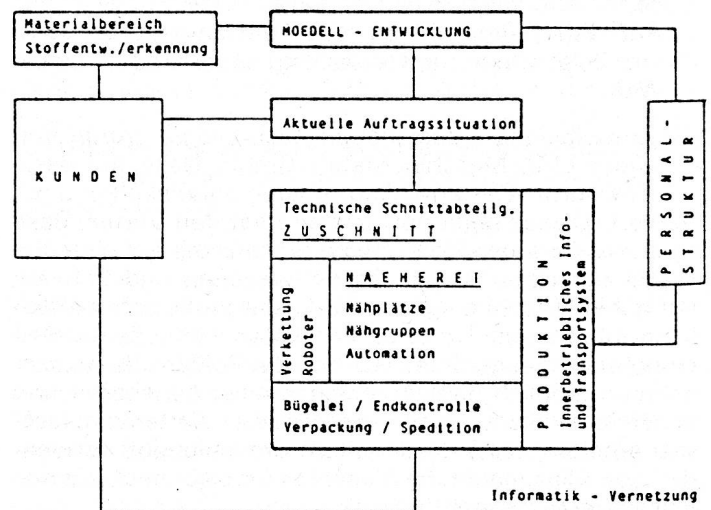 Materialbereich
Stoffentw./erkennung
MOEDELL - ENTWICKLUNG
Aktuelle Auftragssituation
KUNDEN
PERSONAL-
STRUKTUR
Technische Schnittabteilg.
ZUSCHNITT
Verkettung
Roboter
NAEHEREI
Nähplätze
Nähgruppen
Automation
PRODUKTION
Innerbetriebliches Info-
und Transportsystem
Bügelei / Endkontrolle
Verpackung / Spedition
Informatik - Vernetzung